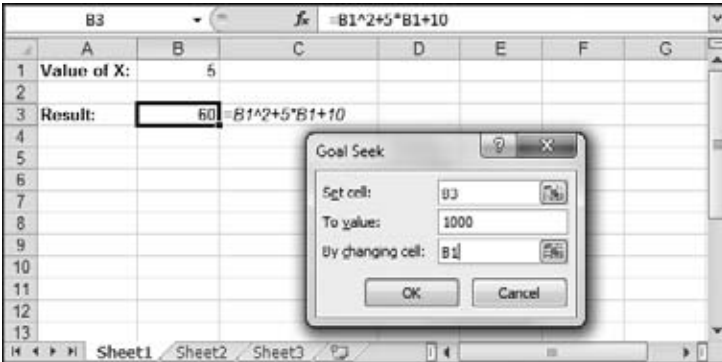 B3 fx =B1^2+5*B1+10
A B C D E F G
1 Value of X: 5
2
3 Result: 60 =B1^2+5*B1+10
4
5
6
7
8
9
10
11
12
13
Goal Seek
Set cell: B3
To value: 1000
By changing cell: B1
OK Cancel
Sheet1 Sheet2 Sheet3